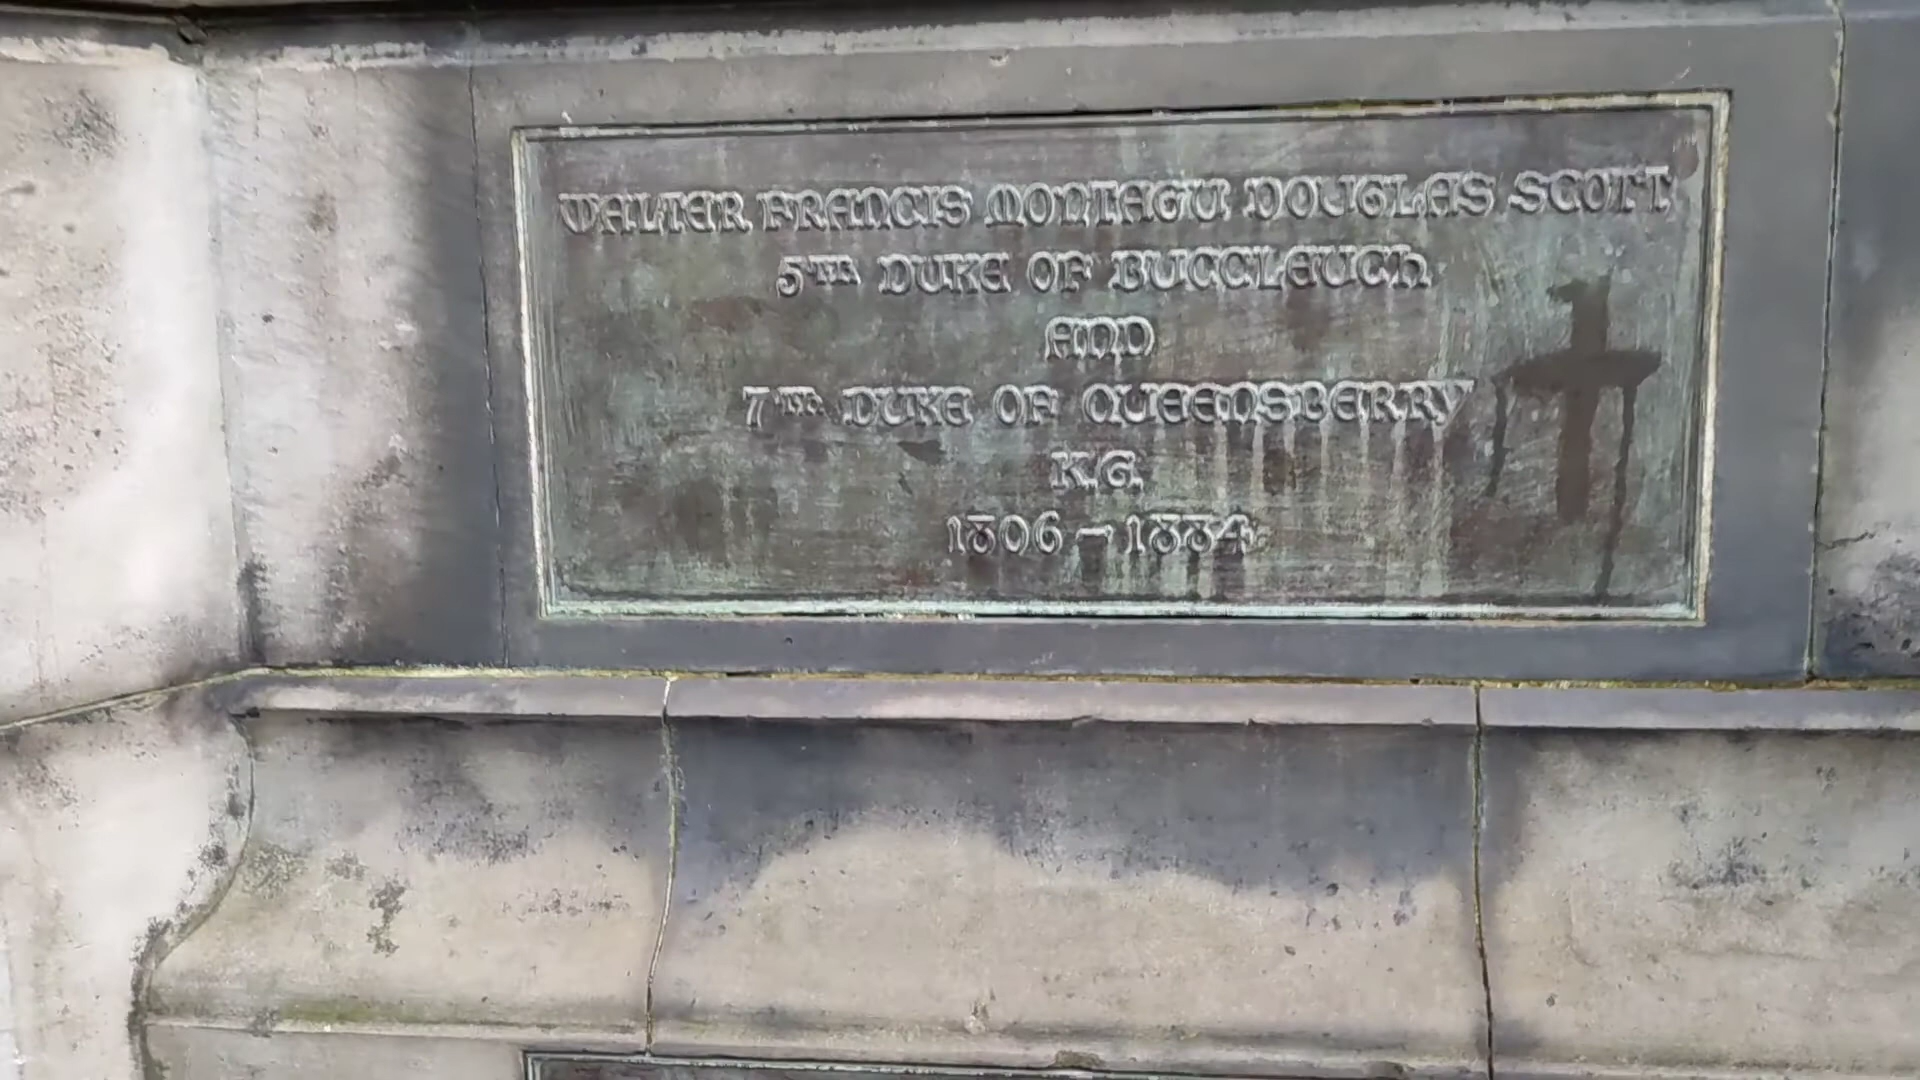 WALTER FRANCIS MONTAGU DOUGLAS SCOTT
5TH DUKE OF BUCCLEUCH
AND
7TH DUKE OF QUEENSBERRY
K.G.
1806-1884